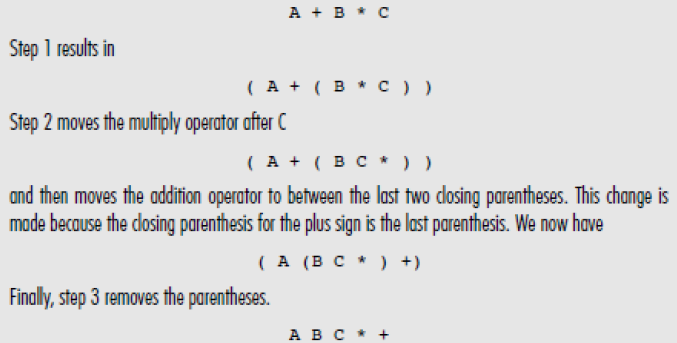 A + B * C
Step 1 results in
( A + ( B * C ) )
Step 2 moves the multiply operator after C
( A + ( B C * ) )
and then moves the addition operator to between the last two closing parentheses. This change is
made because the closing parenthesis for the plus sign is the last parenthesis. We now have
( A (B C * ) +)
Finally, step 3 removes the parentheses.
A B C * +